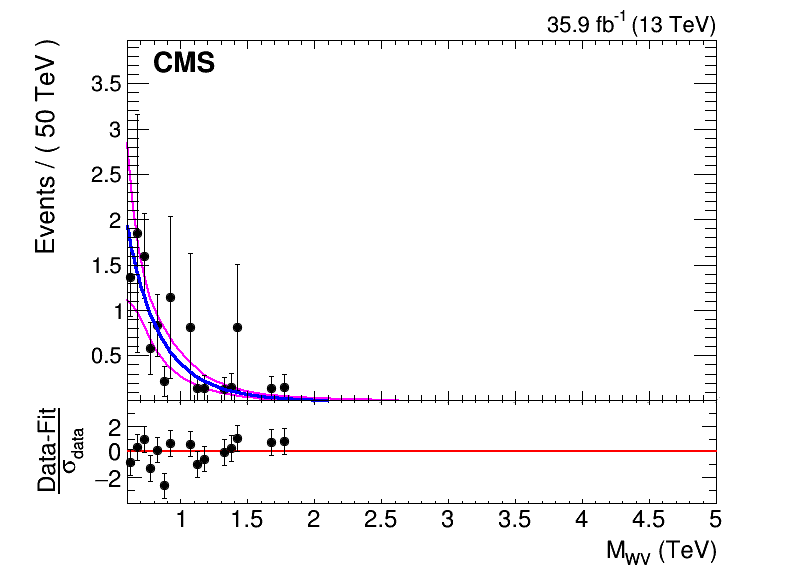 35.9 fb⁻¹ (13 TeV)
CMS
Events / ( 50 TeV )
3.5
3
2.5
2
1.5
1
0.5
Data-Fit
σdata
2
0
−2
1 1.5 2 2.5 3 3.5 4 4.5 5
M_WV (TeV)